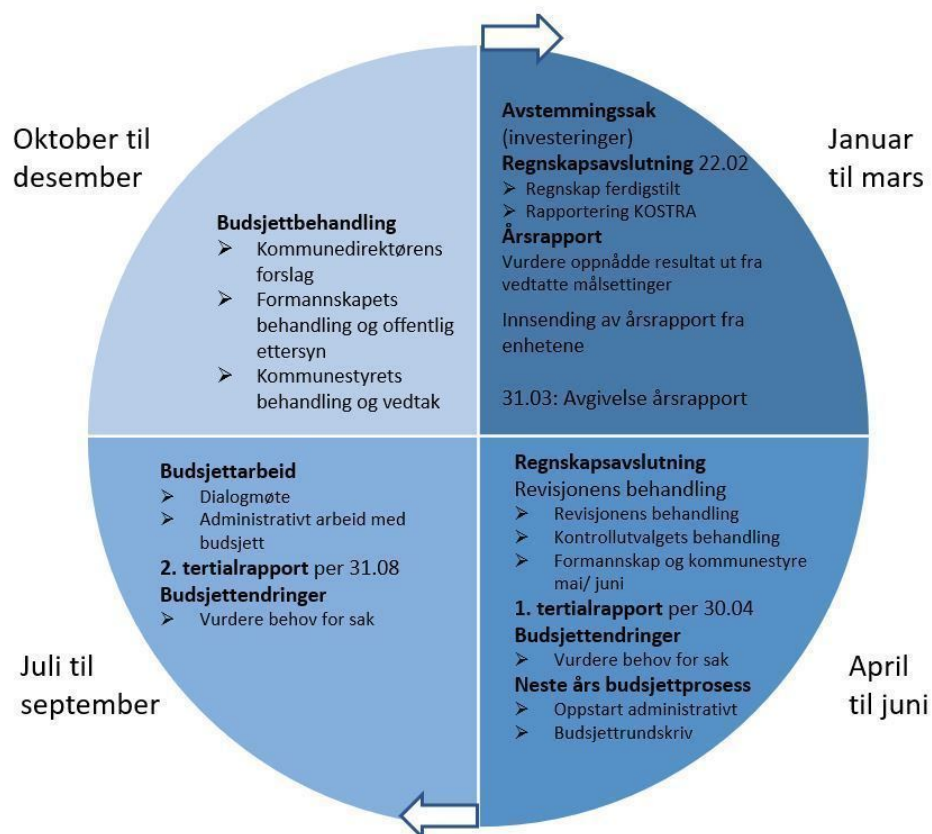 Januar
til mars
Avstemmingssak
(investeringer)
Regnskapsavslutning 22.02
➢ Regnskap ferdigstilt
➢ Rapportering KOSTRA
Årsrapport
Vurdere oppnådde resultat ut fra
vedtatte målsettinger
Innsending av årsrapport fra
enhetene
31.03: Avgivelse årsrapport
April
til juni
Regnskapsavslutning
Revisjonens behandling
➢ Revisjonens behandling
➢ Kontrollutvalgets behandling
➢ Formannskap og kommunestyre
mai/ juni
1. tertialrapport per 30.04
Budsjettendringer
➢ Vurdere behov for sak
Neste års budsjettprosess
➢ Oppstart administrativt
➢ Budsjettrundskriv
Juli til
september
Budsjettarbeid
➢ Dialogmøte
➢ Administrativt arbeid med
budsjett
2. tertialrapport per 31.08
Budsjettendringer
➢ Vurdere behov for sak
Oktober til
desember
Budsjettbehandling
➢ Kommunedirektørens
forslag
➢ Formannskapets
behandling og offentlig
ettersyn
➢ Kommunestyrets
behandling og vedtak